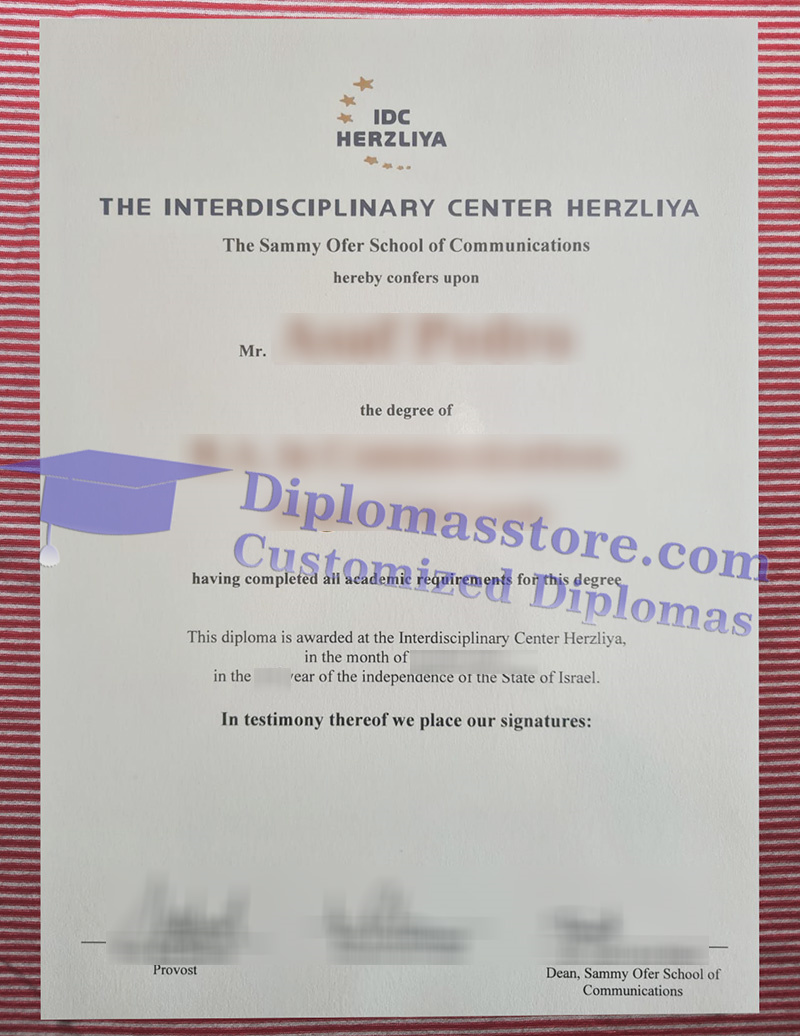 IDC
HERZLIYA
THE INTERDISCIPLINARY CENTER HERZLIYA
The Sammy Ofer School of Communications
hereby confers upon
Mr.
the degree of
Diplomasstore.com
Customized Diplomas
having completed all academic requirements for this degree
This diploma is awarded at the Interdisciplinary Center Herzliya,
in the month of
in the year of the independence of the State of Israel.
In testimony thereof we place our signatures:
Provost
Dean, Sammy Ofer School of
Communications